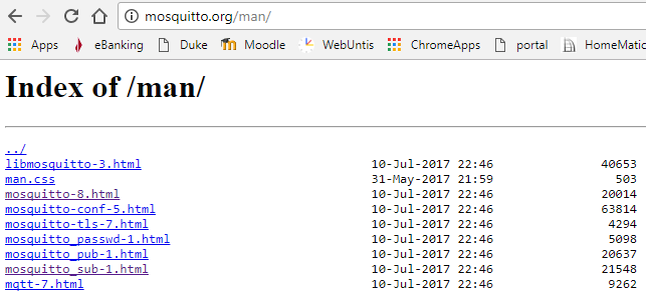 mosquitto.org/man/
Apps eBanking Duke Moodle WebUntis ChromeApps portal HomeMatic
Index of /man/
../
libmosquitto-3.html 10-Jul-2017 22:46 40653
man.css 31-May-2017 21:59 503
mosquitto-8.html 10-Jul-2017 22:46 20014
mosquitto-conf-5.html 10-Jul-2017 22:46 63814
mosquitto-tls-7.html 10-Jul-2017 22:46 4294
mosquitto_passwd-1.html 10-Jul-2017 22:46 5098
mosquitto_pub-1.html 10-Jul-2017 22:46 20637
mosquitto_sub-1.html 10-Jul-2017 22:46 21548
mqtt-7.html 10-Jul-2017 22:46 9262